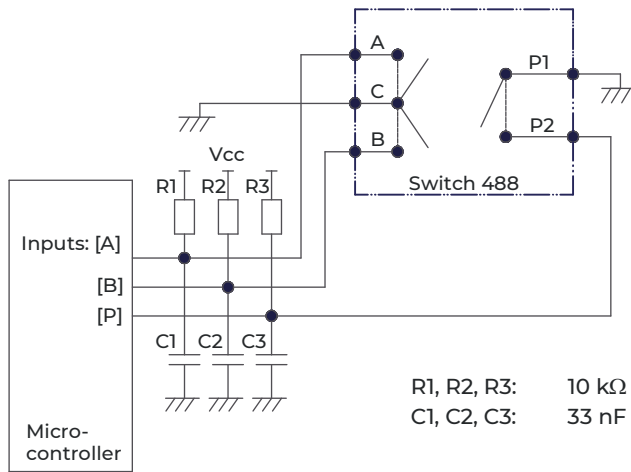 A
P1
C
P2
B
Vcc
Switch 488
R1 R2 R3
Inputs: [A]
[B]
[P]
C1 C2 C3
R1, R2, R3: 10 kΩ
C1, C2, C3: 33 nF
Micro-
controller